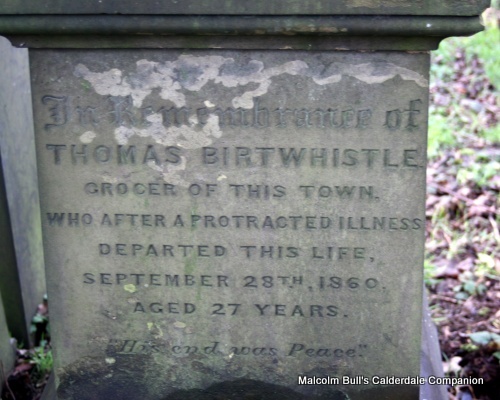 In Remembrance of
THOMAS BIRTWHISTLE
GROCER OF THIS TOWN,
WHO AFTER A PROTRACTED ILLNESS
DEPARTED THIS LIFE,
SEPTEMBER 28TH, 1860.
AGED 27 YEARS.
"His end was Peace."
Malcolm Bull's Calderdale Companion